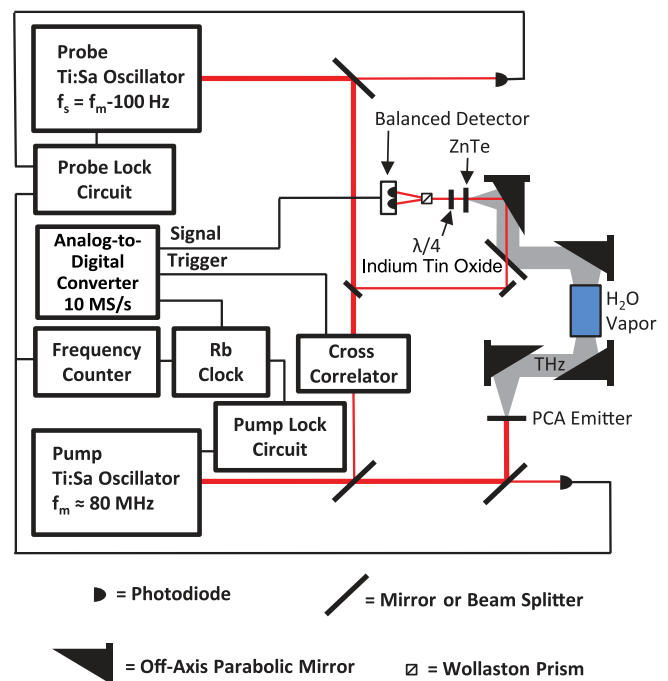 Probe
Ti:Sa Oscillator
fₛ = fₘ-100 Hz
Probe Lock
Circuit
Balanced Detector
ZnTe
λ/4
Indium Tin Oxide
Analog-to-
Digital
Converter
10 MS/s
Signal
Trigger
H₂O
Vapor
Frequency
Counter
Rb
Clock
Cross
Correlator
THz
Pump Lock
Circuit
PCA Emitter
Pump
Ti:Sa Oscillator
fₘ ≈ 80 MHz
= Photodiode
= Mirror or Beam Splitter
= Off-Axis Parabolic Mirror
= Wollaston Prism